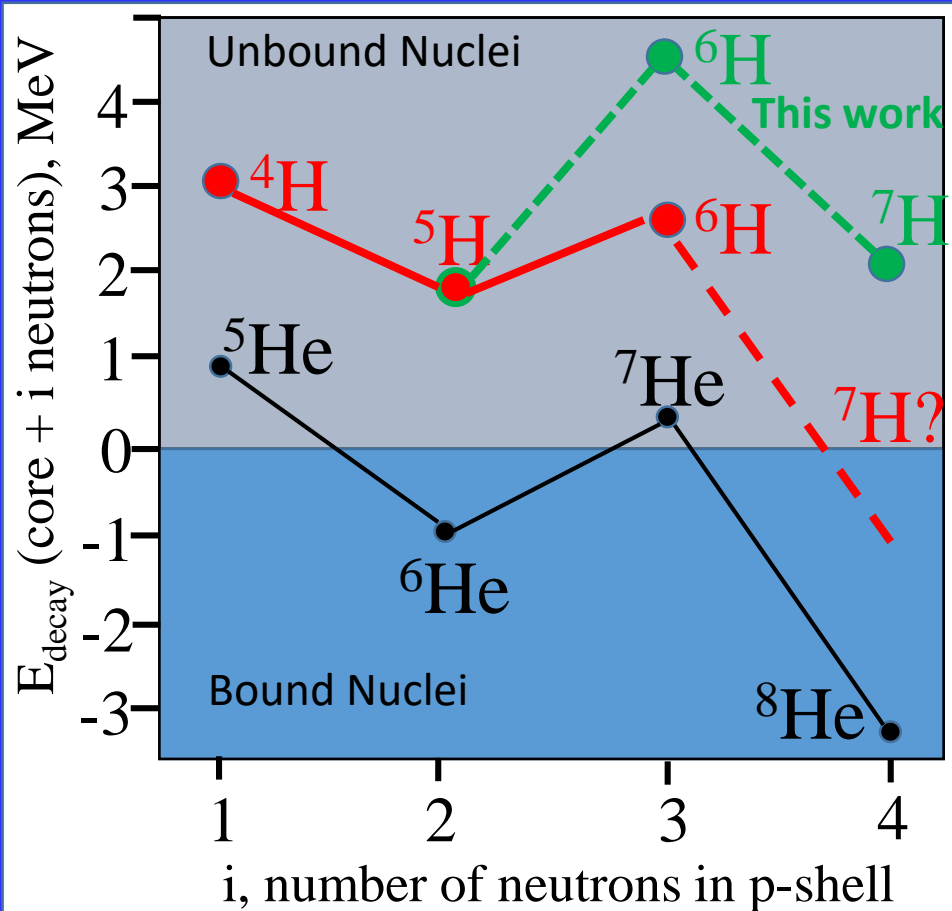 E_decay (core + i neutrons), MeV
Unbound Nuclei
⁶H
4
This work
3
⁴H
⁷H
⁵H
⁶H
2
⁵He
1
⁷He
⁷H?
0
-1
⁶He
-2
Bound Nuclei
⁸He
-3
1 2 3 4
i, number of neutrons in p-shell